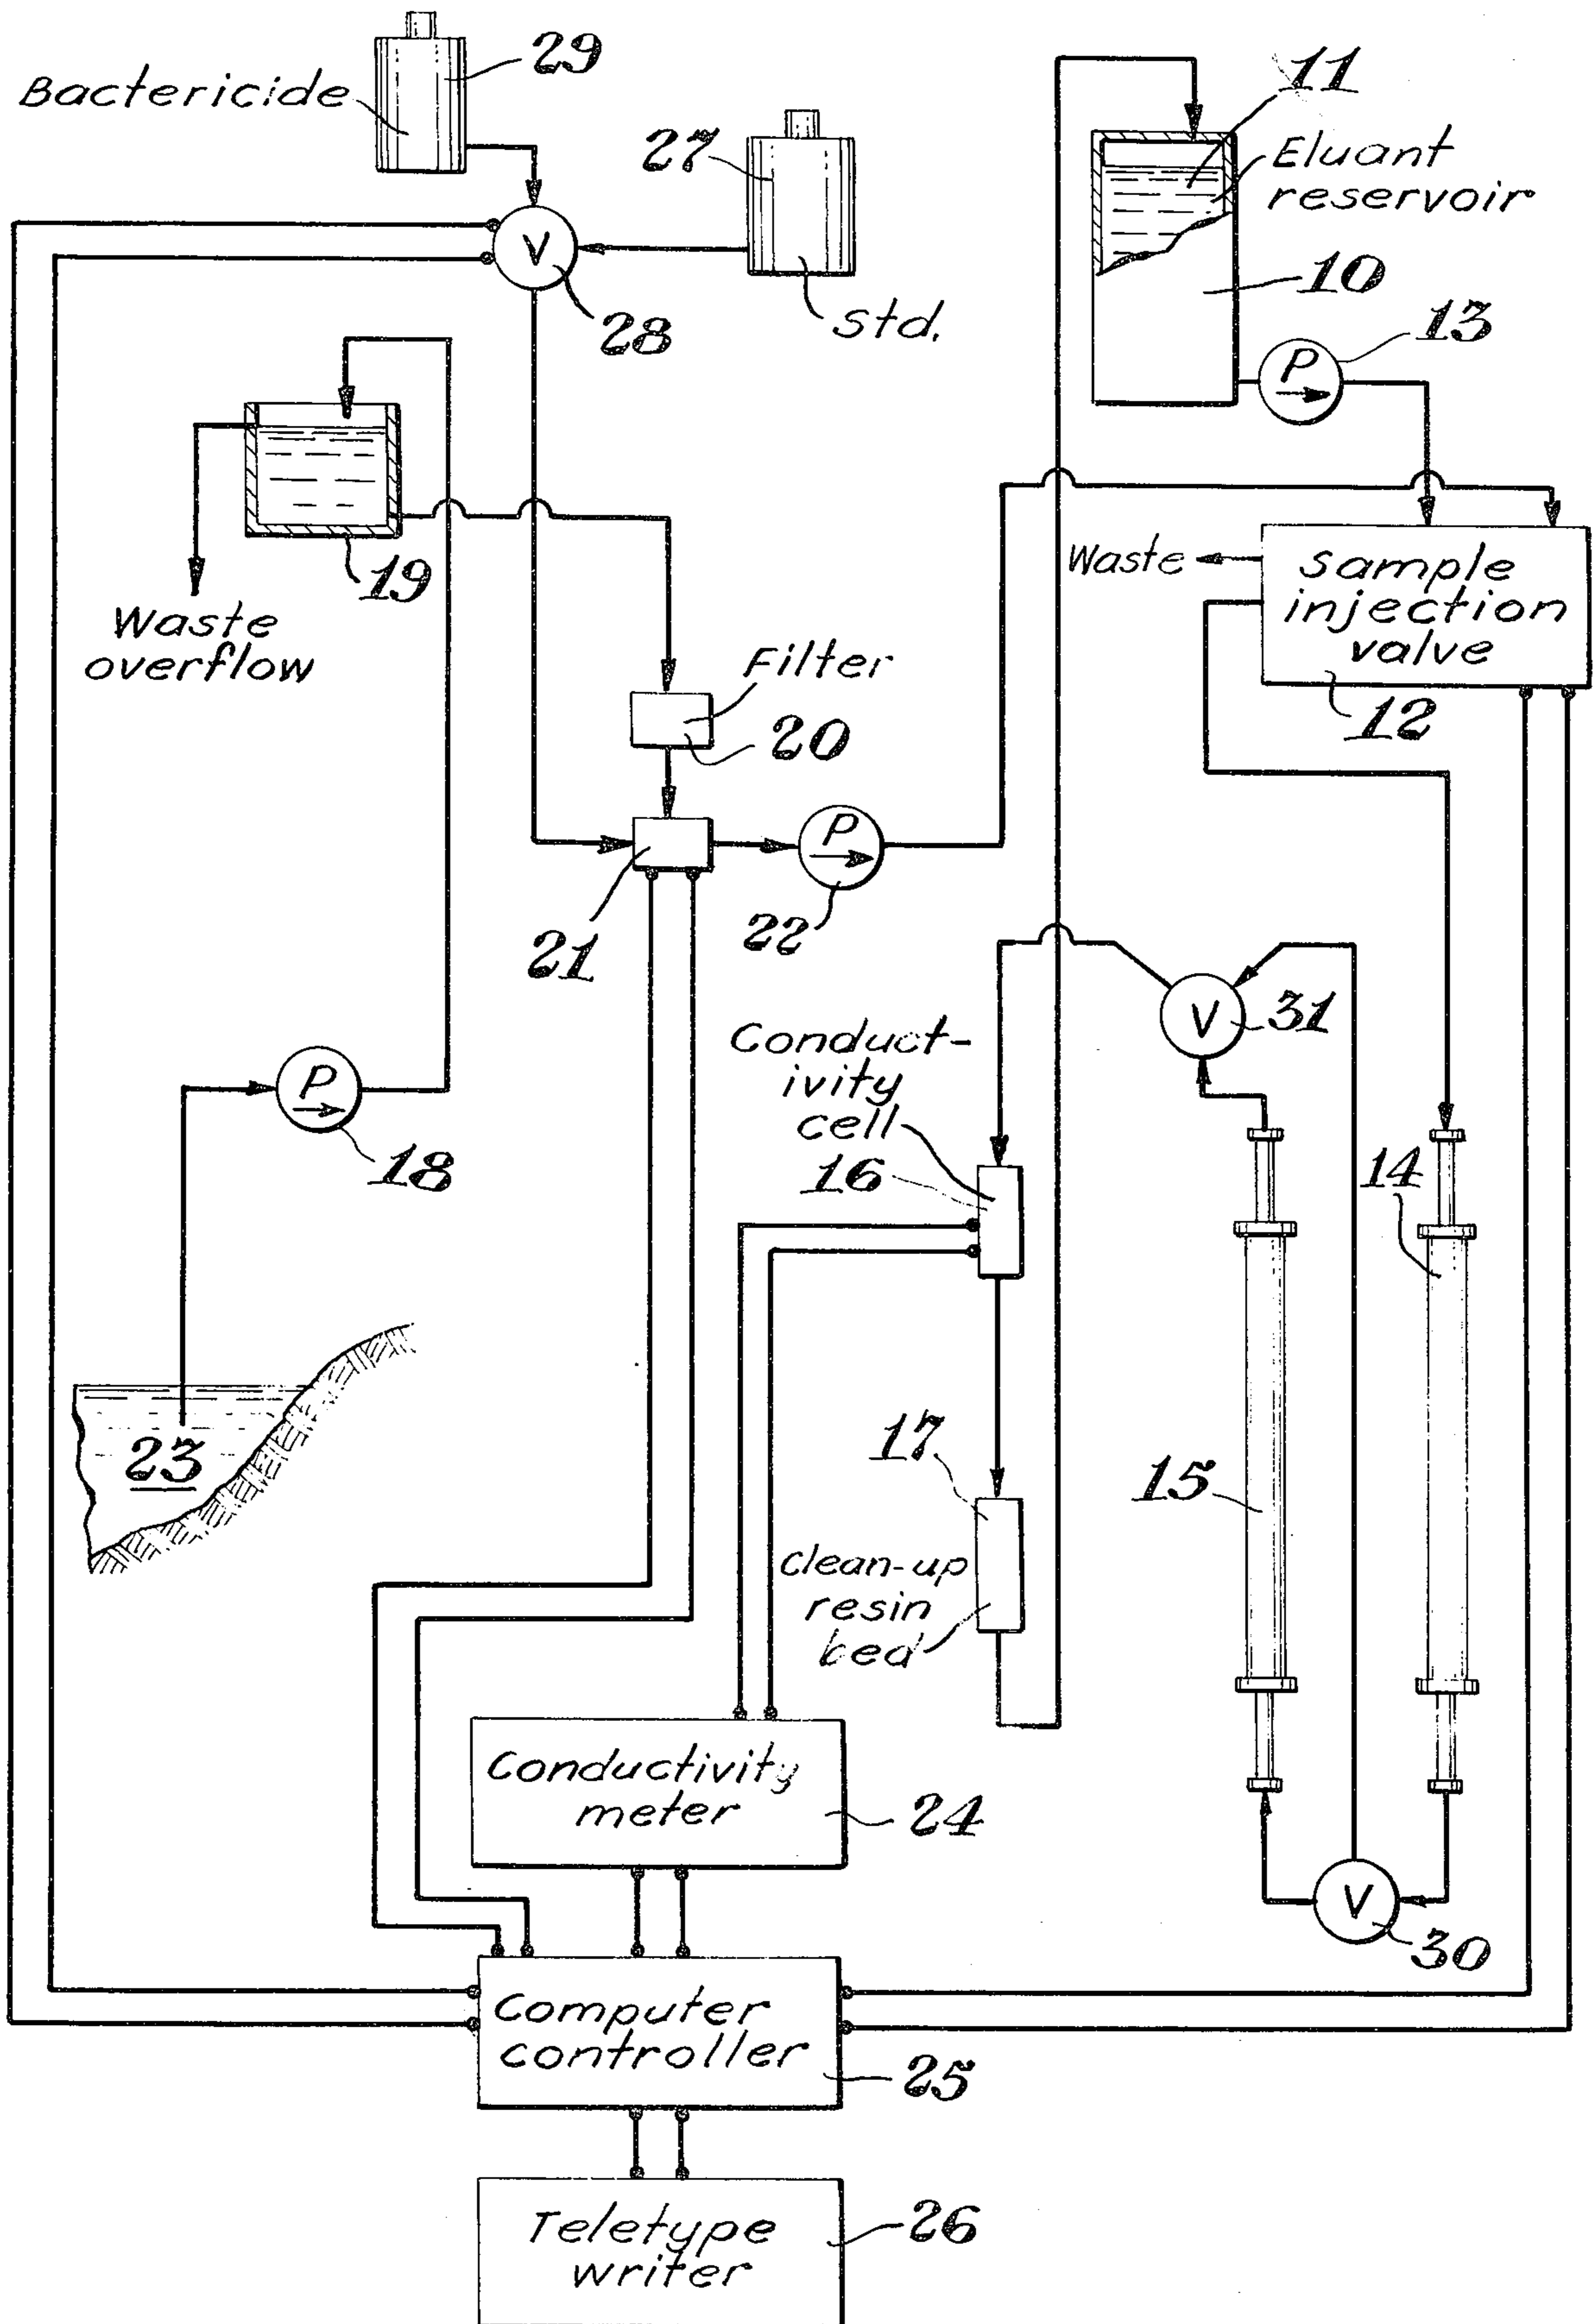 29
Bactericide
11
27
Eluant
reservoir
V
28
std.
10
13
P
19
Waste
overflow
Waste
sample
injection
valve
12
Filter
20
21
P
22
V
31
Conduct-
ivity
cell
16
14
P
18
23
17
15
clean-up
resin
bed
Conductivity
meter
24
V
30
Computer
controller
25
Teletype
writer
26